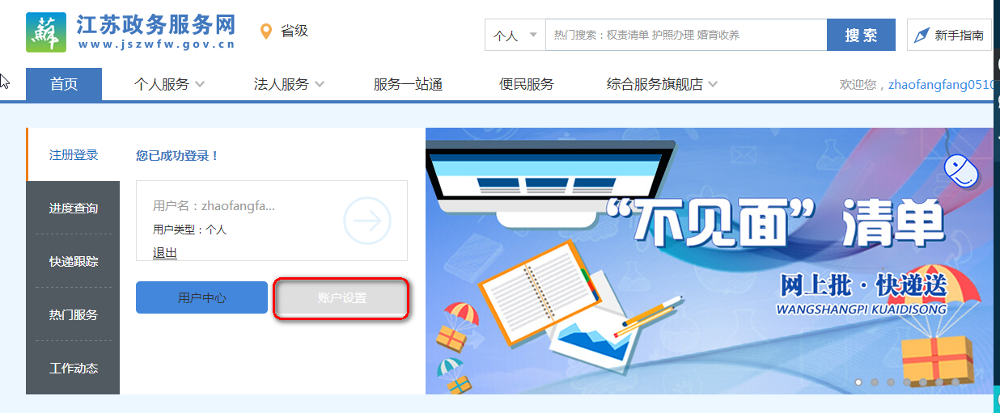 江苏政务服务网
www.jszwfw.gov.cn
省级
个人
热门搜索：权责清单 护照办理 婚育收养
搜 索
新手指南
首页
个人服务
法人服务
服务一站通
便民服务
综合服务旗舰店
欢迎您，zhaofangfang0510
注册登录
进度查询
快递跟踪
热门服务
工作动态
您已成功登录！
用户名：zhaofangfa...
用户类型：个人
退出
用户中心
账户设置
“不见面”清单
网上批·快递送
WANGSHANGPI KUAIDISONG